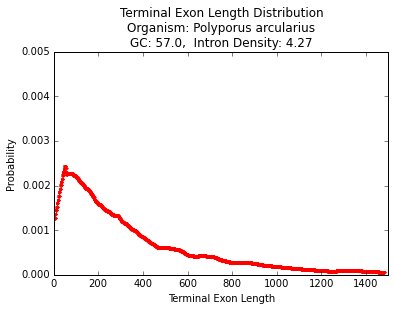 Terminal Exon Length Distribution
Organism: Polyporus arcularius
GC: 57.0,  Intron Density: 4.27
0.005
0.004
0.003
0.002
0.001
0.000
Probability
0 200 400 600 800 1000 1200 1400
Terminal Exon Length